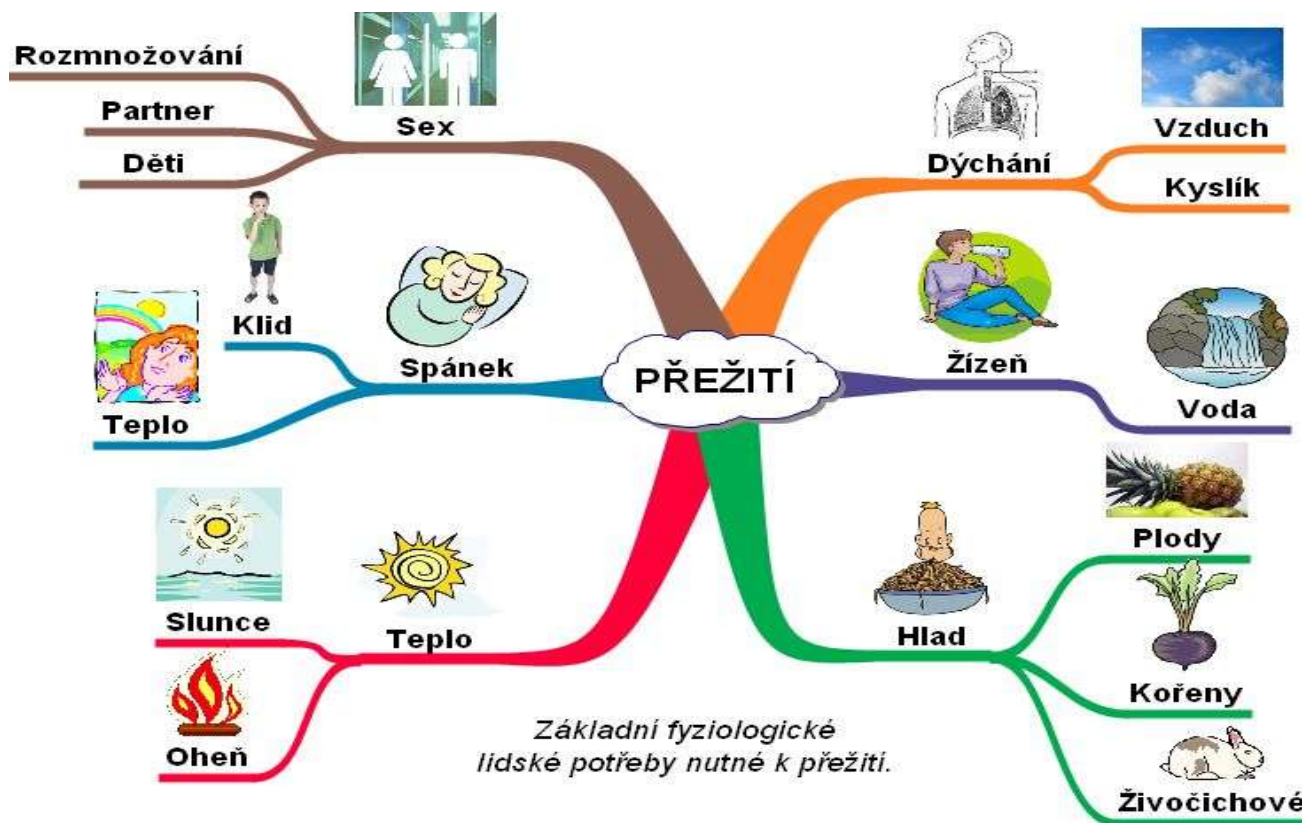 Rozmnožování
Partner
Děti
Sex
Dýchání
Vzduch
Kyslík
Klid
Teplo
Spánek
PŘEŽITÍ
Žízeň
Voda
Slunce
Oheň
Teplo
Hlad
Plody
Kořeny
Živočichové
Základní fyziologické
lidské potřeby nutné k přežití.